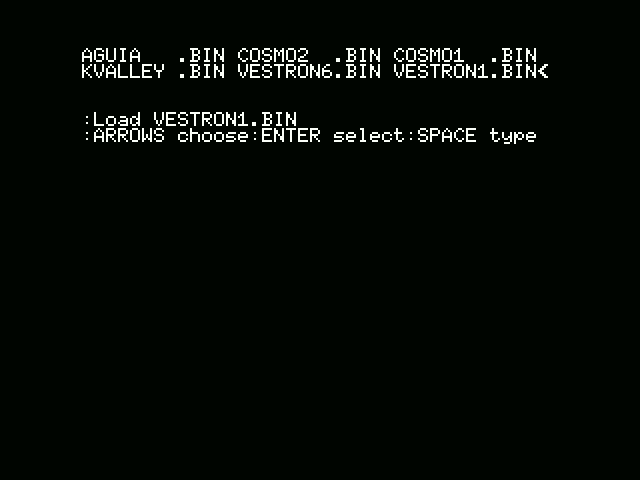 AGUIA   .BIN COSMO2  .BIN COSMO1  .BIN
KVALLEY .BIN VESTRON6.BIN VESTRON1.BIN<
:Load VESTRON1.BIN
:ARROWS choose:ENTER select:SPACE type